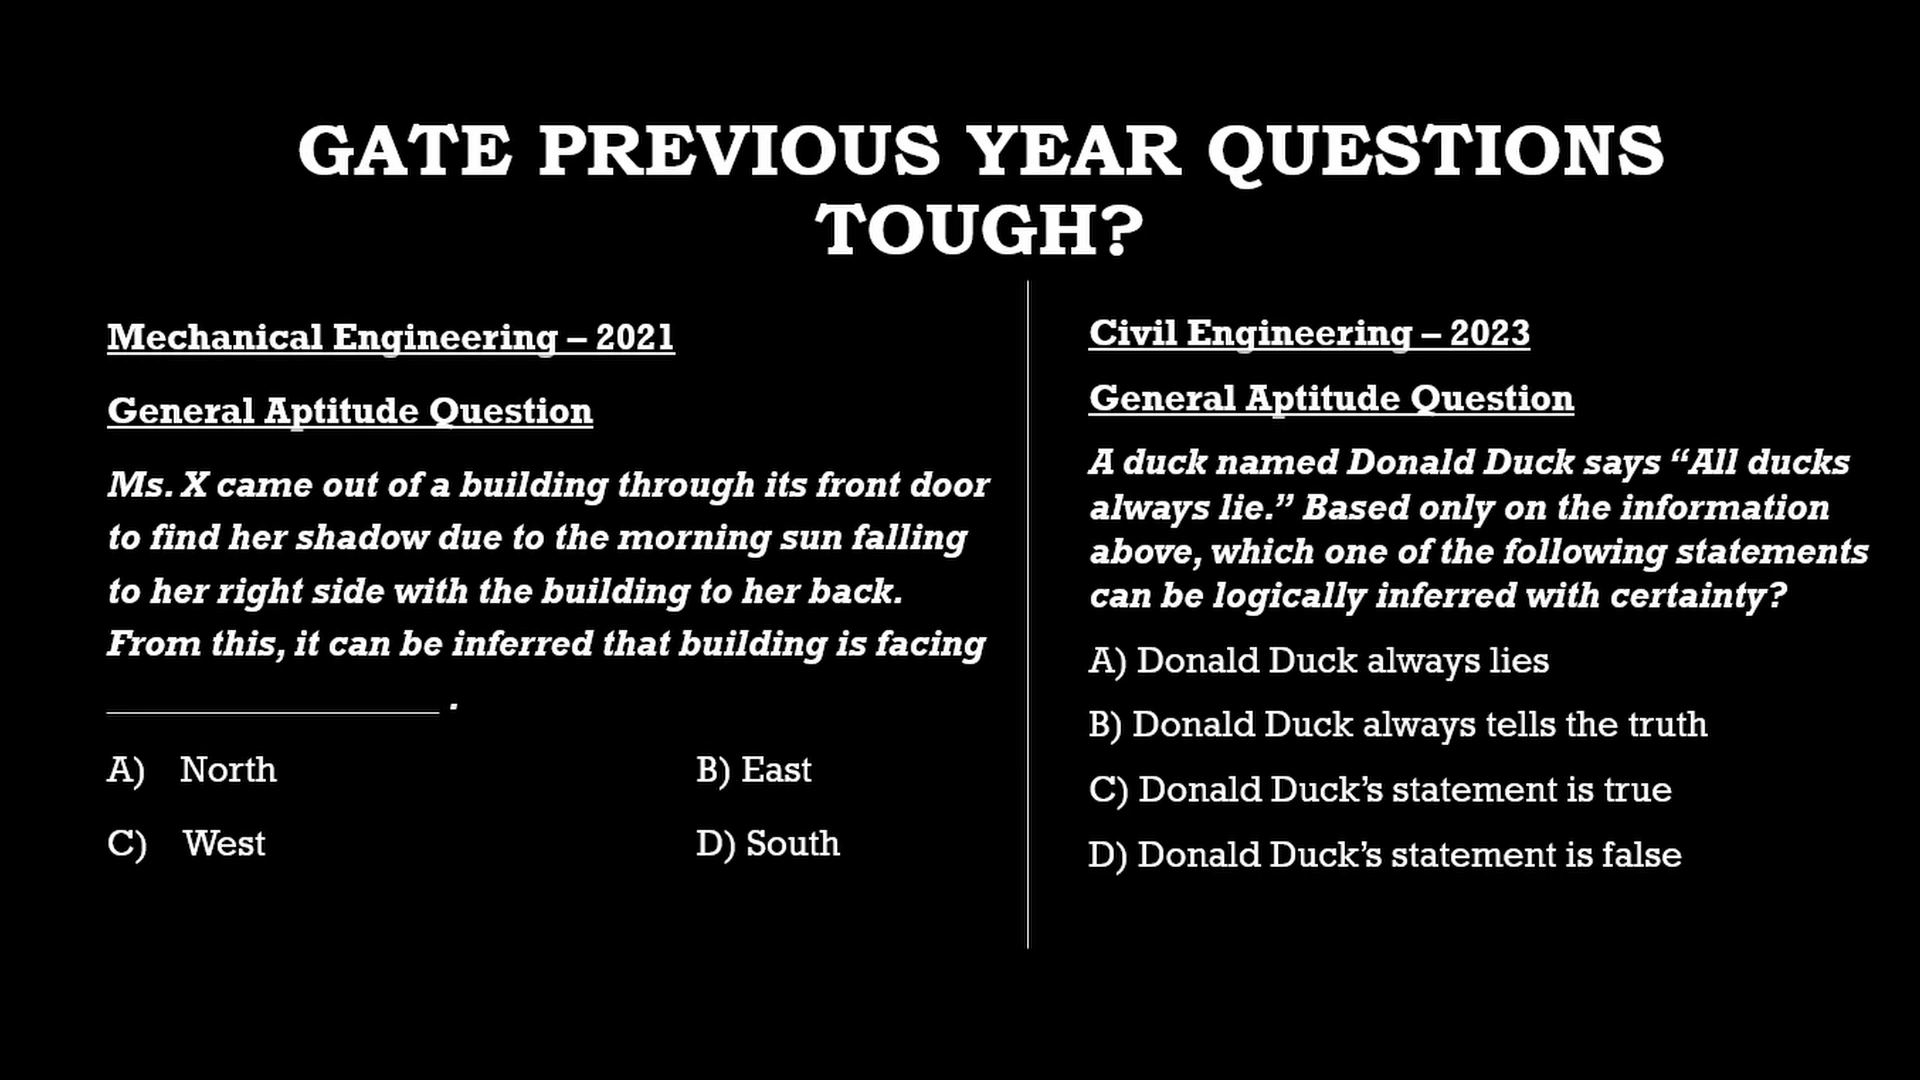 GATE PREVIOUS YEAR QUESTIONS
TOUGH?
Mechanical Engineering – 2021
General Aptitude Question
Ms. X came out of a building through its front door
to find her shadow due to the morning sun falling
to her right side with the building to her back.
From this, it can be inferred that building is facing
_________________ .
A) North
B) East
C) West
D) South
Civil Engineering – 2023
General Aptitude Question
A duck named Donald Duck says “All ducks
always lie.” Based only on the information
above, which one of the following statements
can be logically inferred with certainty?
A) Donald Duck always lies
B) Donald Duck always tells the truth
C) Donald Duck’s statement is true
D) Donald Duck’s statement is false